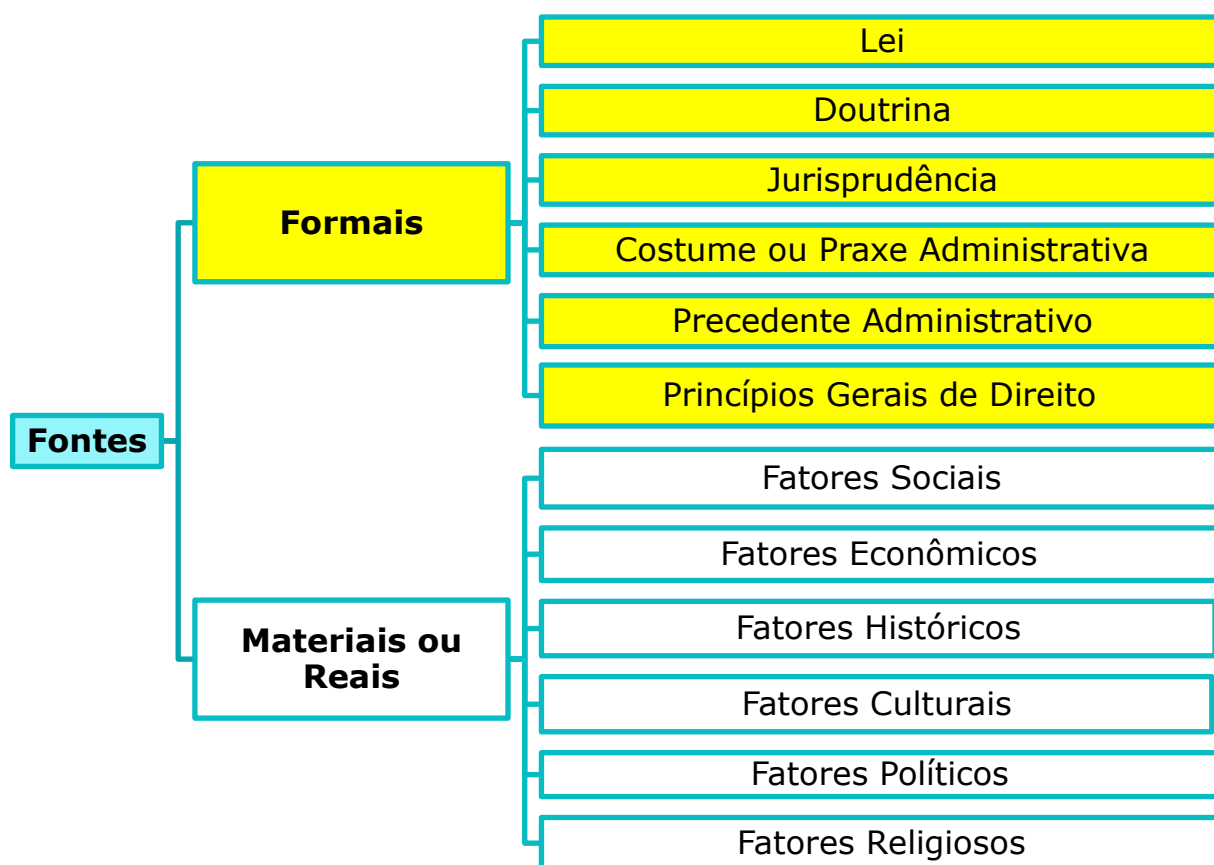 Fontes
Formais
Lei
Doutrina
Jurisprudência
Costume ou Praxe Administrativa
Precedente Administrativo
Princípios Gerais de Direito
Materiais ou
Reais
Fatores Sociais
Fatores Econômicos
Fatores Históricos
Fatores Culturais
Fatores Políticos
Fatores Religiosos